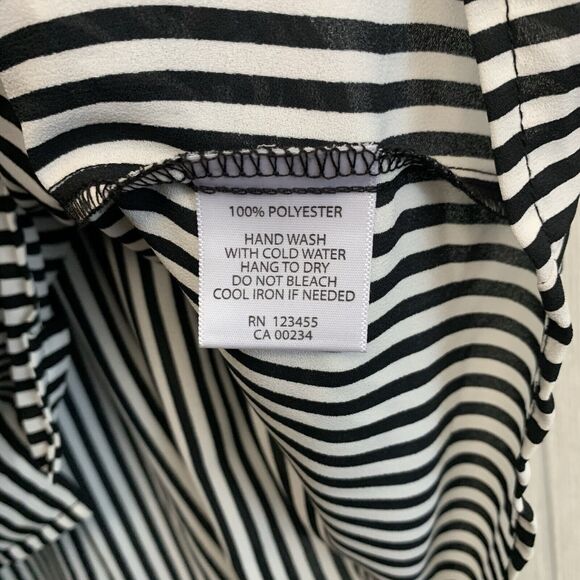 100% POLYESTER
HAND WASH
WITH COLD WATER
HANG TO DRY
DO NOT BLEACH
COOL IRON IF NEEDED
RN 123455
CA 00234